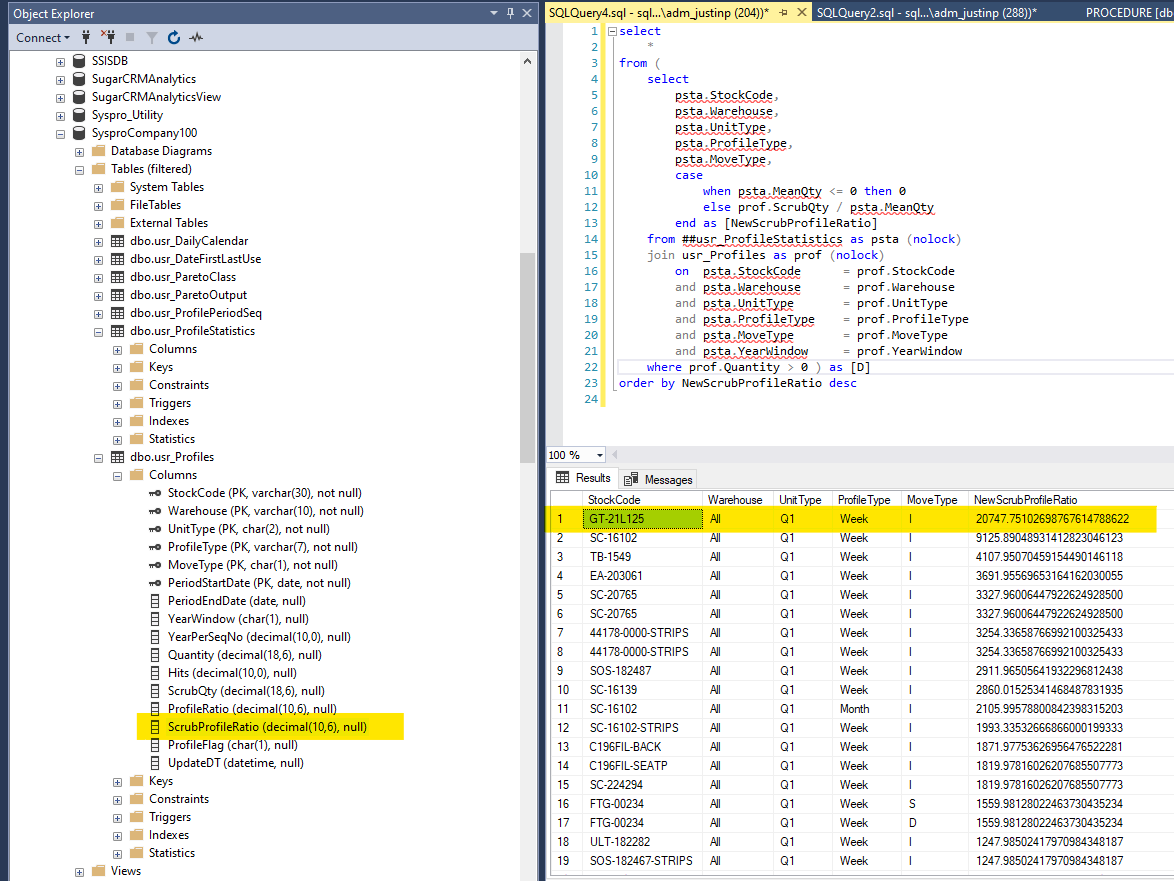 Object Explorer
Connect
SSISDB
SugarCRMAnalytics
SugarCRMAnalyticsView
Syspro_Utility
SysproCompany100
Database Diagrams
Tables (filtered)
System Tables
FileTables
External Tables
dbo.usr_DailyCalendar
dbo.usr_DateFirstLastUse
dbo.usr_ParetoClass
dbo.usr_ParetoOutput
dbo.usr_ProfilePeriodSeq
dbo.usr_ProfileStatistics
Columns
Keys
Constraints
Triggers
Indexes
Statistics
dbo.usr_Profiles
Columns
StockCode (PK, varchar(30), not null)
Warehouse (PK, varchar(10), not null)
UnitType (PK, char(2), not null)
ProfileType (PK, varchar(7), not null)
MoveType (PK, char(1), not null)
PeriodStartDate (PK, date, not null)
PeriodEndDate (date, null)
YearWindow (char(1), null)
YearPerSeqNo (decimal(10,0), null)
Quantity (decimal(18,6), null)
Hits (decimal(10,0), null)
ScrubQty (decimal(18,6), null)
ProfileRatio (decimal(10,6), null)
ScrubProfileRatio (decimal(10,6), null)
ProfileFlag (char(1), null)
UpdateDT (datetime, null)
Keys
Constraints
Triggers
Indexes
Statistics
Views
SQLQuery4.sql - sql...\adm_justinp (204))* SQLQuery2.sql - sql...\adm_justinp (288))* PROCEDURE [db
1 select
2 *
3 from (
4 select
5 psta.StockCode,
6 psta.Warehouse,
7 psta.UnitType,
8 psta.ProfileType,
9 psta.MoveType,
10 case
11 when psta.MeanQty <= 0 then 0
12 else prof.ScrubQty / psta.MeanQty
13 end as [NewScrubProfileRatio]
14 from ##usr_ProfileStatistics as psta (nolock)
15 join usr_Profiles as prof (nolock)
16 on psta.StockCode = prof.StockCode
17 and psta.Warehouse = prof.Warehouse
18 and psta.UnitType = prof.UnitType
19 and psta.ProfileType = prof.ProfileType
20 and psta.MoveType = prof.MoveType
21 and psta.YearWindow = prof.YearWindow
22 where prof.Quantity > 0 ) as [D]
23 order by NewScrubProfileRatio desc
24
100 %
Results Messages
StockCode Warehouse UnitType ProfileType MoveType NewScrubProfileRatio
1 GT-21L125 All Q1 Week I 20747.75102698767614788622
2 SC-16102 All Q1 Week I 9125.89048931412823046123
3 TB-1549 All Q1 Week I 4107.95070459154490146118
4 EA-203061 All Q1 Week I 3691.95569653164162030055
5 SC-20765 All Q1 Week I 3327.96006447922624928500
6 SC-20765 All Q1 Week I 3327.96006447922624928500
7 44178-0000-STRIPS All Q1 Week I 3254.33658766992100325433
8 44178-0000-STRIPS All Q1 Week I 3254.33658766992100325433
9 SOS-182487 All Q1 Week I 2911.96505641932296812438
10 SC-16139 All Q1 Week I 2860.01525341468487831935
11 SC-16102 All Q1 Month I 2105.99578800842398315203
12 SC-16102-STRIPS All Q1 Week I 1993.33532666866000199333
13 C196FIL-BACK All Q1 Week I 1871.97753626956476522281
14 C196FIL-SEATP All Q1 Week I 1819.97816026207685507773
15 SC-224294 All Q1 Week I 1819.97816026207685507773
16 FTG-00234 All Q1 Week S 1559.98128022463730435234
17 FTG-00234 All Q1 Week D 1559.98128022463730435234
18 ULT-182282 All Q1 Week I 1247.98502417970984348187
19 SOS-182467-STRIPS All Q1 Week I 1247.98502417970984348187